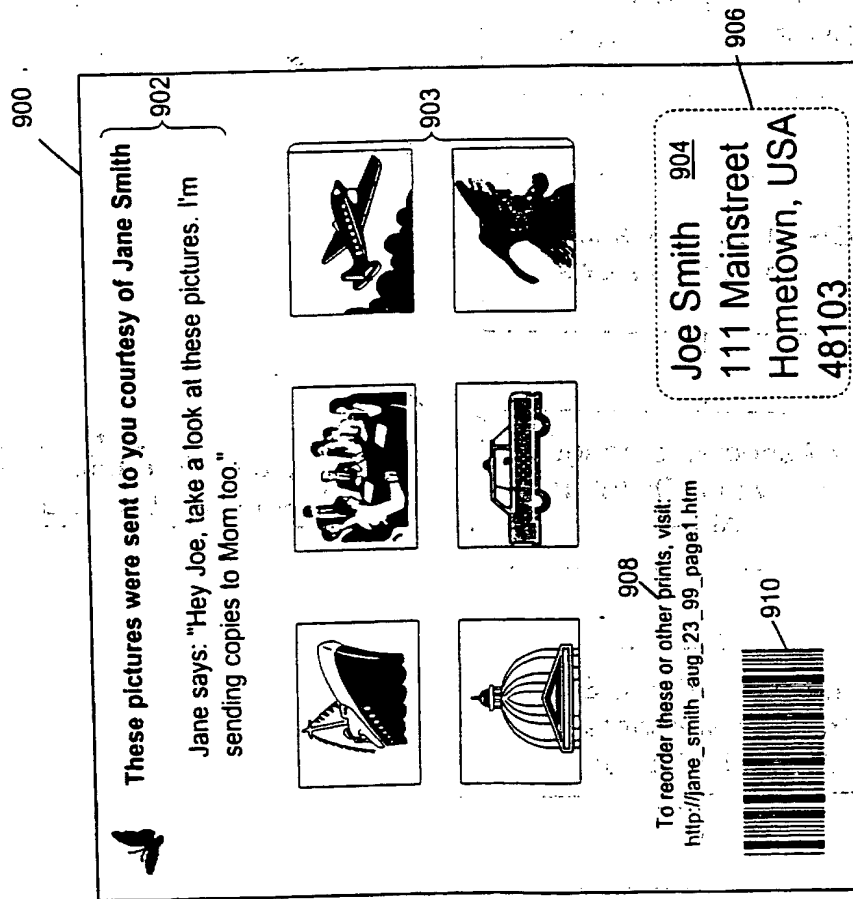 900
These pictures were sent to you courtesy of Jane Smith
902
Jane says: "Hey Joe, take a look at these pictures. I'm
sending copies to Mom too."
903
908
To reorder these or other prints, visit:
http://jane_smith_aug_23_99_page1.htm
910
Joe Smith 904
111 Mainstreet
Hometown, USA
48103
906